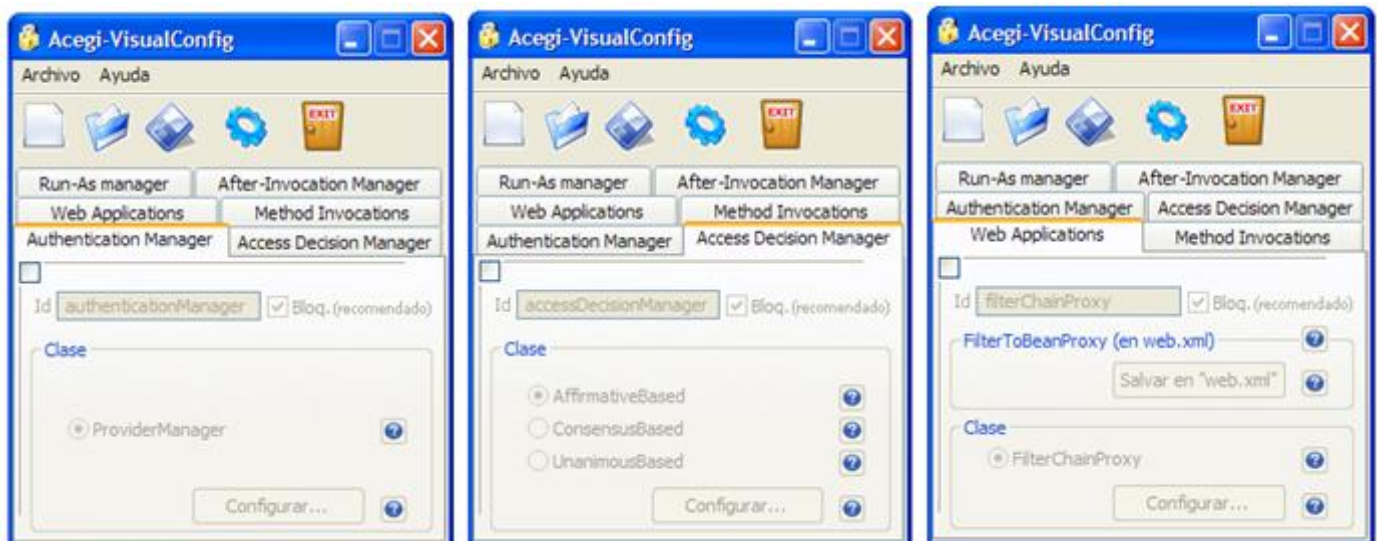 Acegi-VisualConfig
Archivo Ayuda
EXIT
Run-As manager After-Invocation Manager
Web Applications Method Invocations
Authentication Manager Access Decision Manager
Id authenticationManager Bloq. (recomendado)
Clase
ProviderManager
Configurar...
Acegi-VisualConfig
Archivo Ayuda
EXIT
Run-As manager After-Invocation Manager
Web Applications Method Invocations
Authentication Manager Access Decision Manager
Id accessDecisionManager Bloq. (recomendado)
Clase
AffirmativeBased
ConsensusBased
UnanimousBased
Configurar...
Acegi-VisualConfig
Archivo Ayuda
EXIT
Run-As manager After-Invocation Manager
Authentication Manager Access Decision Manager
Web Applications Method Invocations
Id filterChainProxy Bloq. (recomendado)
FilterToBeanProxy (en web.xml)
Salvar en "web.xml"
Clase
FilterChainProxy
Configurar...